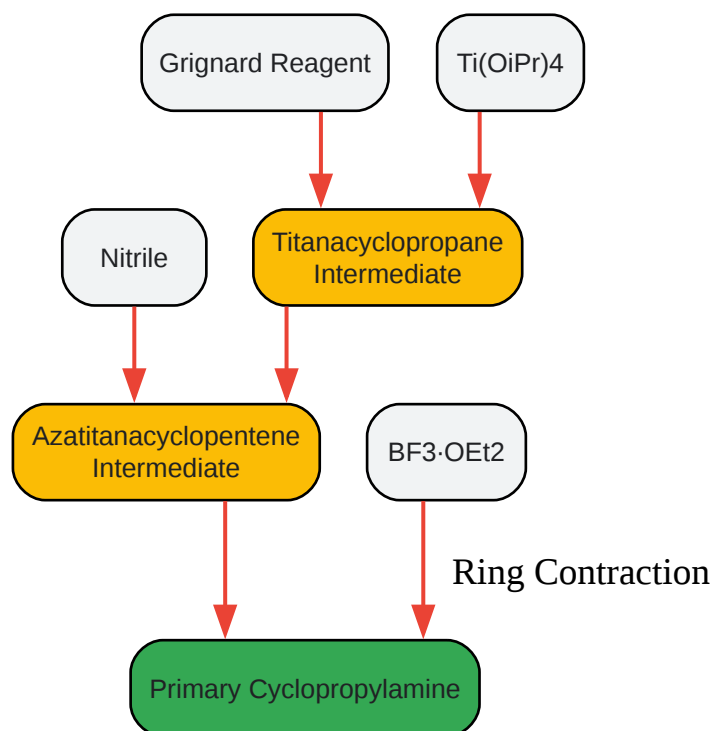 Grignard Reagent
Ti(OiPr)4
Nitrile
Titanacyclopropane
Intermediate
Azatitanacyclopentene
Intermediate
BF3·OEt2
Ring Contraction
Primary Cyclopropylamine